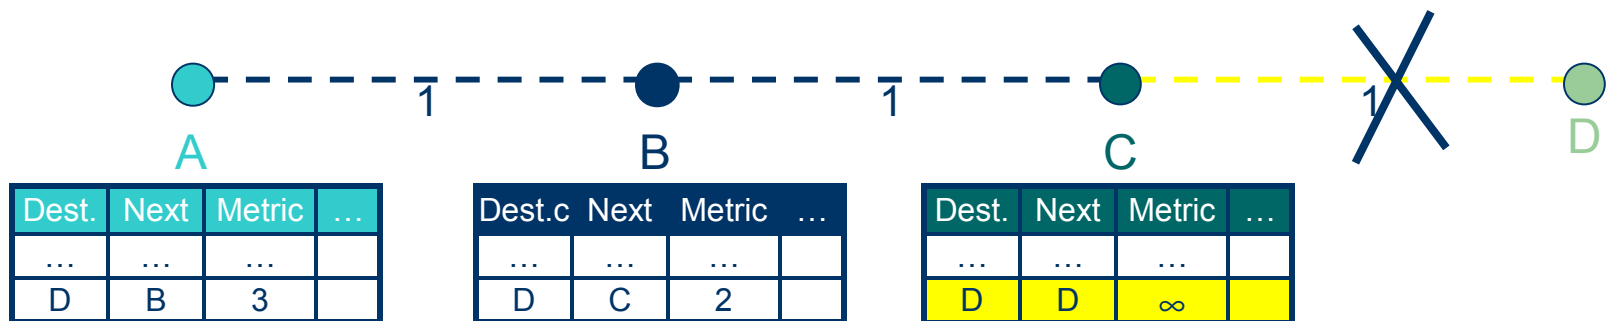 1 1 1
A B C D
Dest. Next Metric …
… … …
D B 3
Dest.c Next Metric …
… … …
D C 2
Dest. Next Metric …
… … …
D D ∞